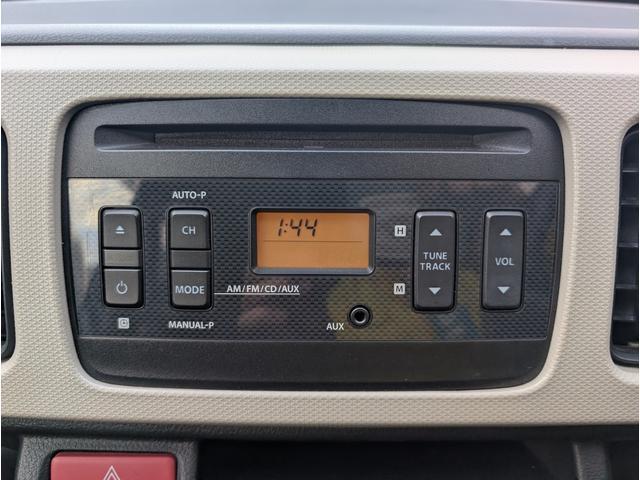 AUTO-P
CH
1:44
H
TUNE
TRACK
VOL
MODE
AM/FM/CD/AUX
M
MANUAL-P
AUX